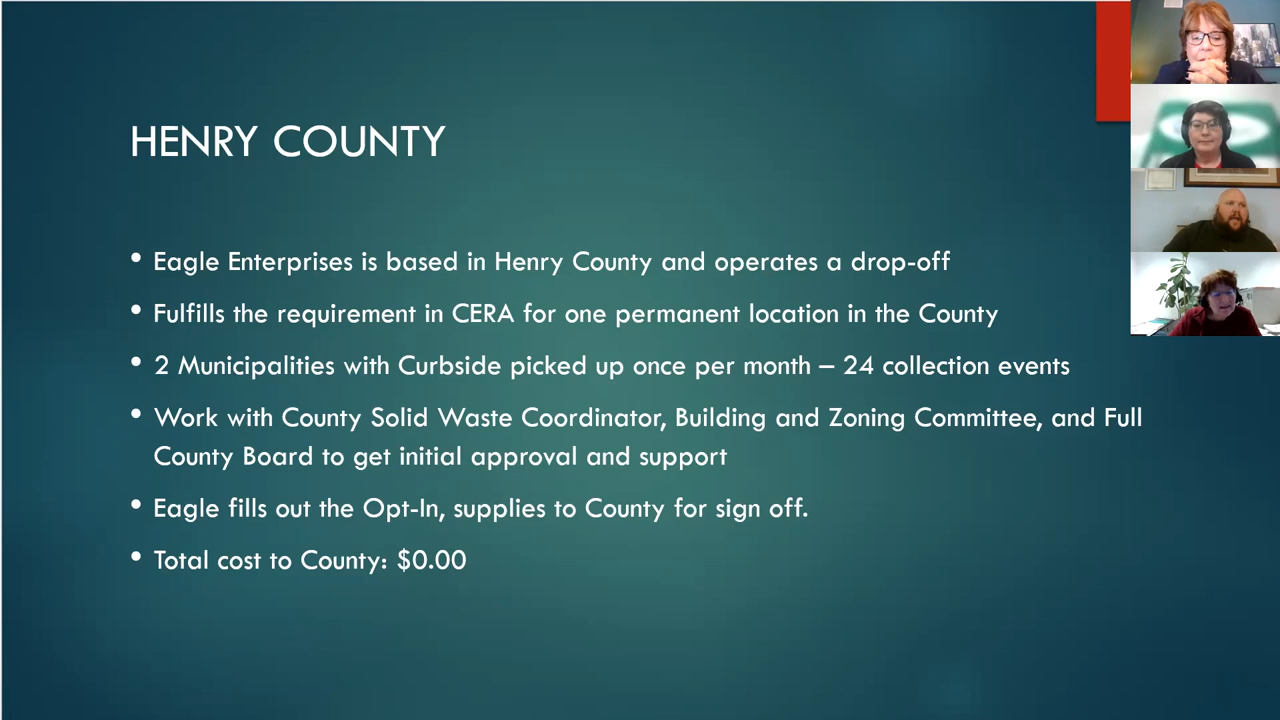 HENRY COUNTY
• Eagle Enterprises is based in Henry County and operates a drop-off
• Fulfills the requirement in CERA for one permanent location in the County
• 2 Municipalities with Curbside picked up once per month – 24 collection events
• Work with County Solid Waste Coordinator, Building and Zoning Committee, and Full
County Board to get initial approval and support
• Eagle fills out the Opt-In, supplies to County for sign off.
• Total cost to County: $0.00